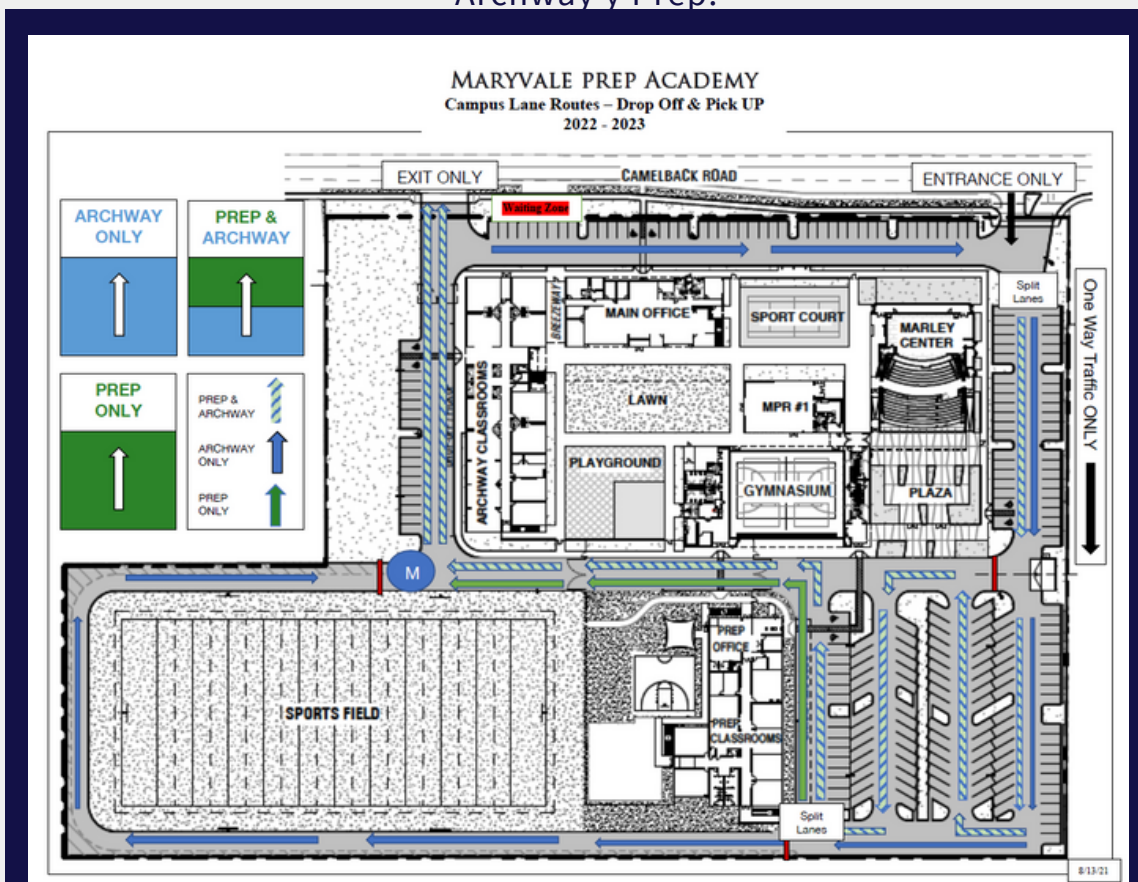 Archway y Prep.
MARYVALE PREP ACADEMY
Campus Lane Routes – Drop Off & Pick UP
2022 - 2023
EXIT ONLY
CAMELBACK ROAD
ENTRANCE ONLY
Waiting Zone
ARCHWAY
ONLY
PREP &
ARCHWAY
PREP
ONLY
PREP &
ARCHWAY
ARCHWAY
ONLY
PREP
ONLY
Split
Lanes
One Way Traffic ONLY
BREEZEWAY
MAIN OFFICE
SPORT COURT
MARLEY
CENTER
ARCHWAY CLASSROOMS
LAWN
MPR #1
PLAYGROUND
GYMNASIUM
PLAZA
M
PREP
OFFICE
SPORTS FIELD
PREP
CLASSROOMS
Split
Lanes
8/13/21